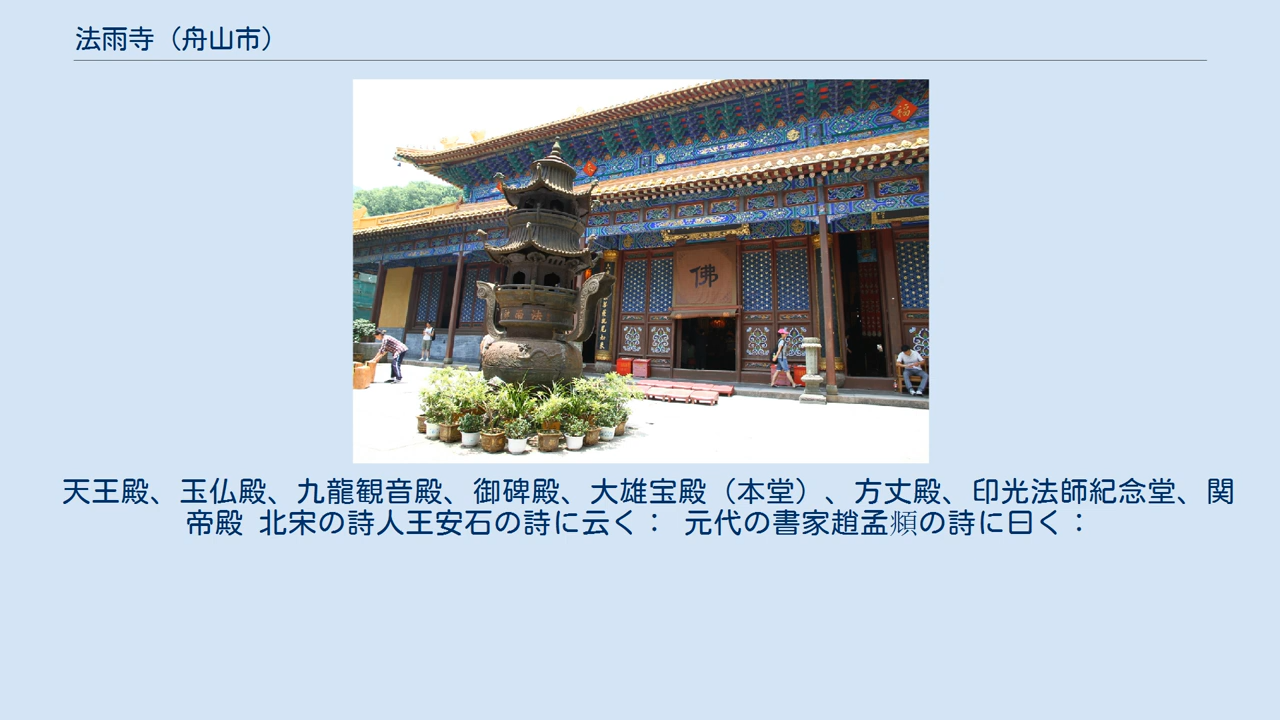 法雨寺（舟山市）
福
佛
天王殿、玉仏殿、九龍観音殿、御碑殿、大雄宝殿（本堂）、方丈殿、印光法師紀念堂、関
帝殿 北宋の詩人王安石の詩に云く： 元代の書家趙孟頫の詩に曰く：